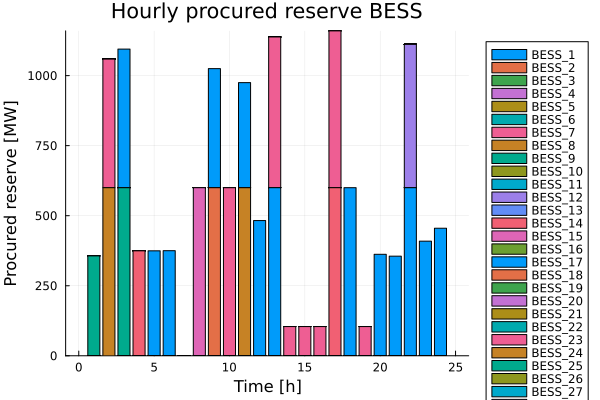 Hourly procured reserve BESS
Procured reserve [MW]
1000
750
500
250
0
0
5
10
15
20
25
Time [h]
BESS_1
BESS_2
BESS_3
BESS_4
BESS_5
BESS_6
BESS_7
BESS_8
BESS_9
BESS_10
BESS_11
BESS_12
BESS_13
BESS_14
BESS_15
BESS_16
BESS_17
BESS_18
BESS_19
BESS_20
BESS_21
BESS_22
BESS_23
BESS_24
BESS_25
BESS_26
BESS_27